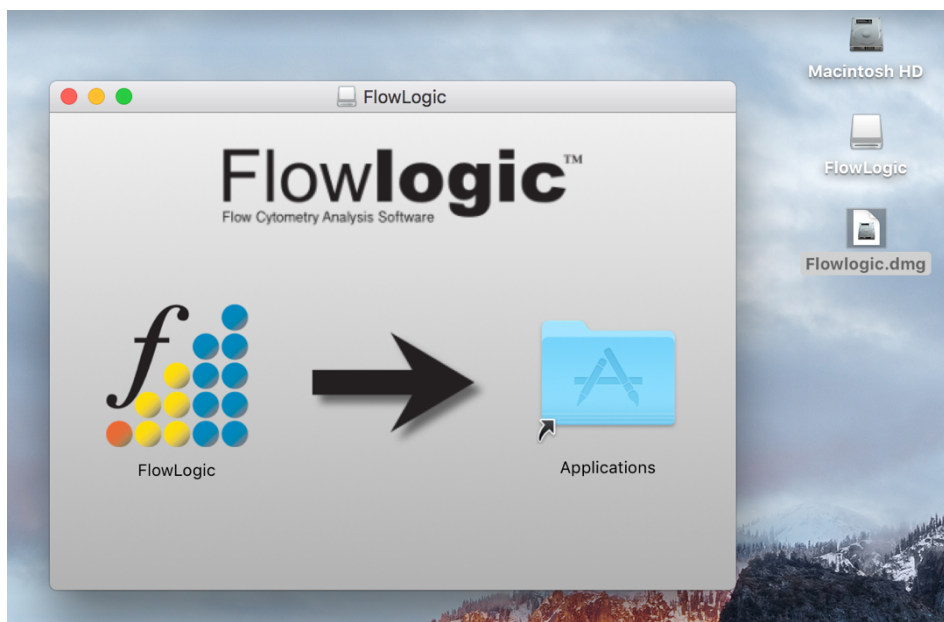 FlowLogic
Flowlogic™
Flow Cytometry Analysis Software
FlowLogic
Applications
Macintosh HD
FlowLogic
Flowlogic.dmg